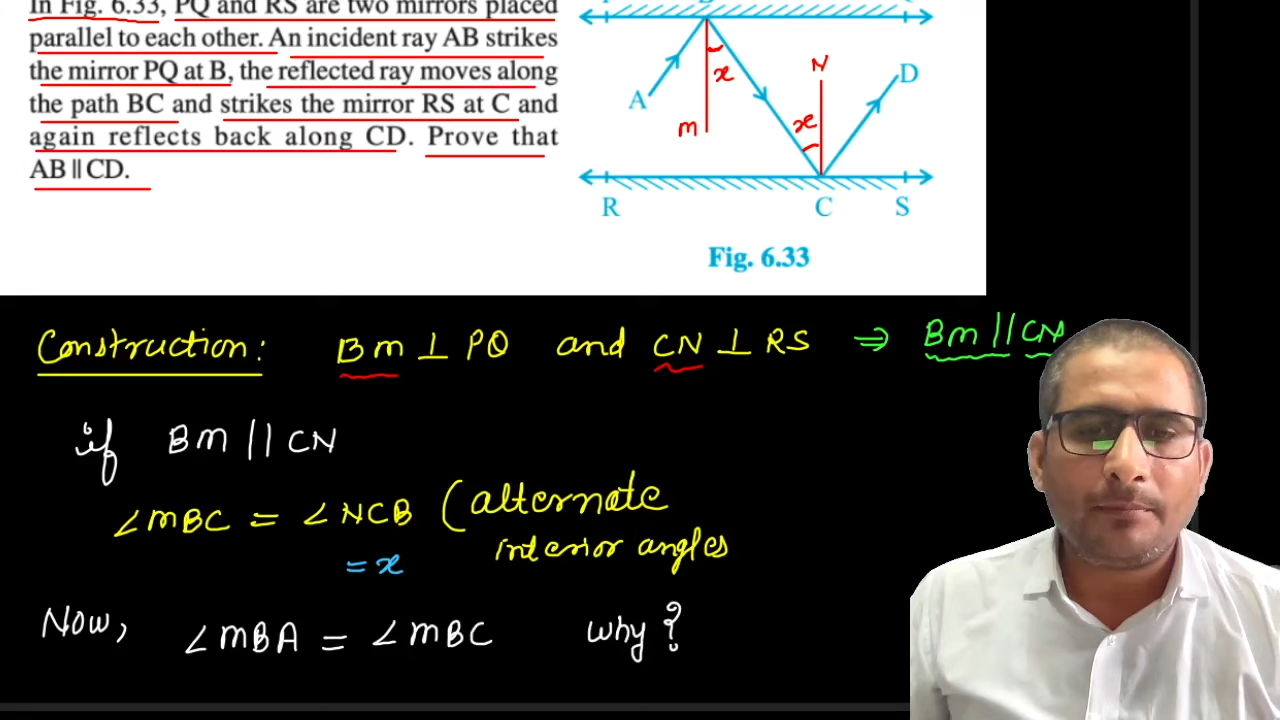 In Fig. 6.33, PQ and RS are two mirrors placed
parallel to each other. An incident ray AB strikes
the mirror PQ at B, the reflected ray moves along
the path BC and strikes the mirror RS at C and
again reflects back along CD. Prove that
AB || CD.
A
x
m
N
x
D
R
C
S
Fig. 6.33
Construction: Bm ⊥ PQ and CN ⊥ RS ⇒ Bm || CN
if Bm || CN
∠mBC = ∠NCB (alternate
interior angles
= x
Now, ∠mBA = ∠mBC why?